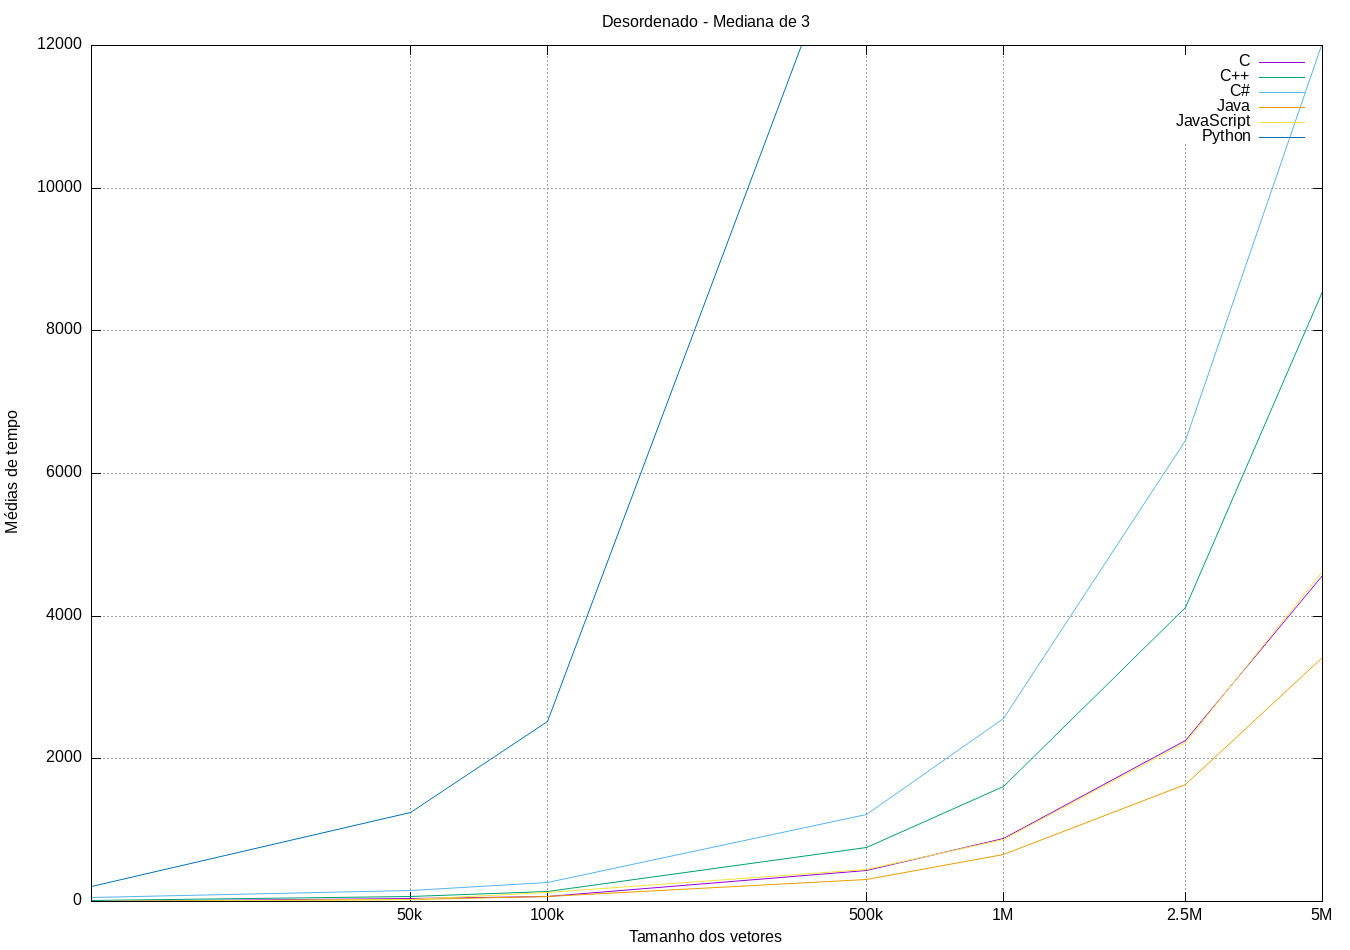 Desordenado - Mediana de 3
12000
10000
8000
6000
4000
2000
0
Médias de tempo
C
C++
C#
Java
JavaScript
Python
50k
100k
500k
1M
2.5M
5M
Tamanho dos vetores